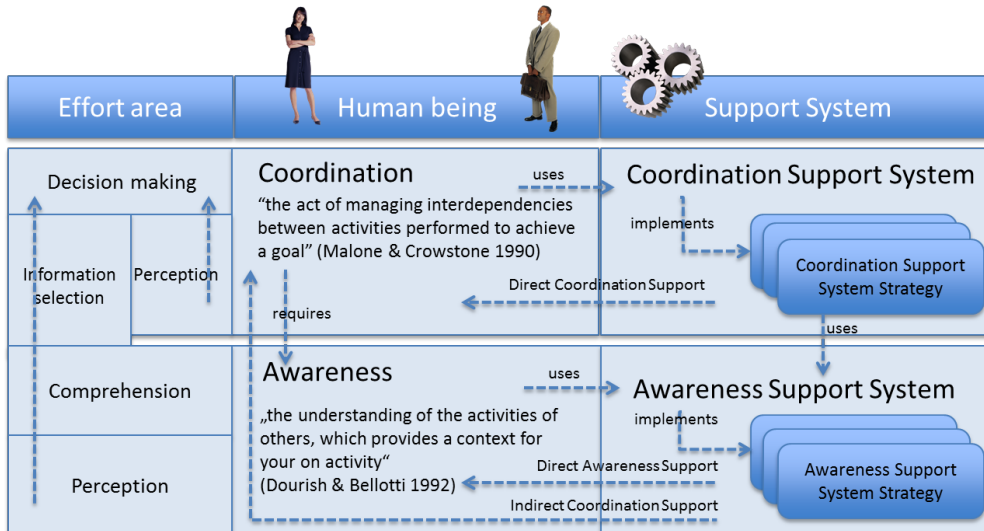 Effort area
Human being
Support System
Decision making
Information
selection
Perception
Comprehension
Perception
Coordination
“the act of managing interdependencies
between activities performed to achieve
a goal” (Malone & Crowstone 1990)
requires
Awareness
„the understanding of the activities of
others, which provides a context for
your on activity“
(Dourish & Bellotti 1992)
uses
Coordination Support System
implements
Coordination Support
System Strategy
Direct Coordination Support
uses
uses
Awareness Support System
implements
Awareness Support
System Strategy
Direct Awareness Support
Indirect Coordination Support